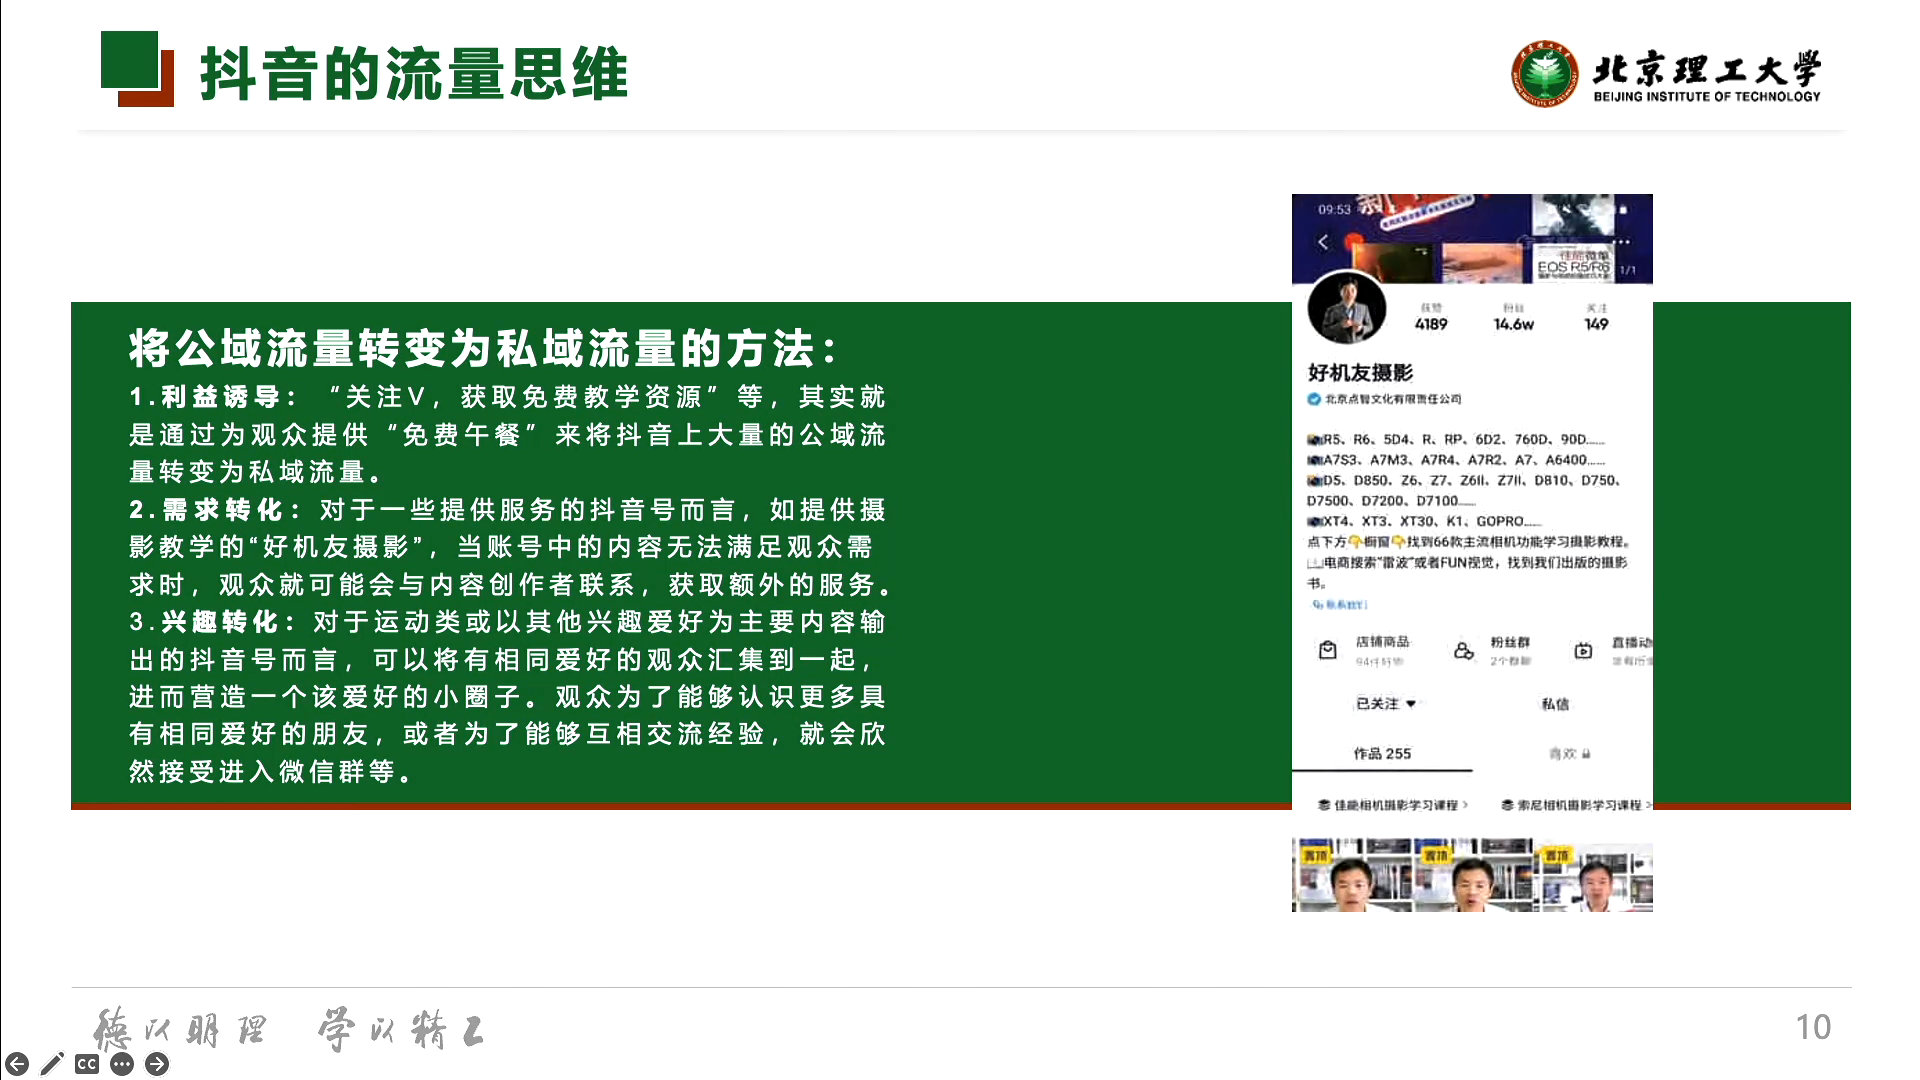 抖音的流量思维
北京理工大学
BEIJING INSTITUTE OF TECHNOLOGY
将公域流量转变为私域流量的方法：
1.利益诱导：“关注V，获取免费教学资源”等，其实就
是通过为观众提供“免费午餐”来将抖音上大量的公域流
量转变为私域流量。
2.需求转化：对于一些提供服务的抖音号而言，如提供摄
影教学的“好机友摄影”，当账号中的内容无法满足观众需
求时，观众就可能会与内容创作者联系，获取额外的服务。
3.兴趣转化：对于运动类或以其他兴趣爱好为主要内容输
出的抖音号而言，可以将有相同爱好的观众汇集到一起，
进而营造一个该爱好的小圈子。观众为了能够认识更多具
有相同爱好的朋友，或者为了能够互相交流经验，就会欣
然接受进入微信群等。
09:53
佳能微单
EOS R5/R6
1/1
获赞 粉丝 关注
4189 14.6w 149
好机友摄影
北京点智文化有限责任公司
R5、R6、5D4、R、RP、6D2、760D、90D......
A7S3、A7M3、A7R4、A7R2、A7、A6400......
D5、D850、Z6、Z7、Z6II、Z7II、D810、D750、
D7500、D7200、D7100......
XT4、XT3、XT30、K1、GOPRO......
点下方👇橱窗👇找到66款主流相机功能学习摄影教程。
电商搜索“雷波”或者FUN视觉，找到我们出版的摄影
书。
联系我们
店铺商品 粉丝群 直播动
94件好物 2个群聊
已关注 私信
作品 255 喜欢
佳能相机摄影学习课程 > 索尼相机摄影学习课程 >
置顶 置顶 置顶
德以明理 学以精工
10
CC